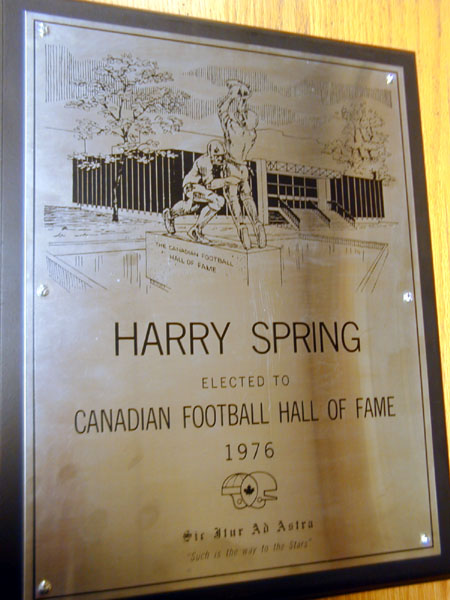 THE CANADIAN FOOTBALL
HALL OF FAME
HARRY SPRING
ELECTED TO
CANADIAN FOOTBALL HALL OF FAME
1976
Sic Itur Ad Astra
"Such is the way to the Stars"